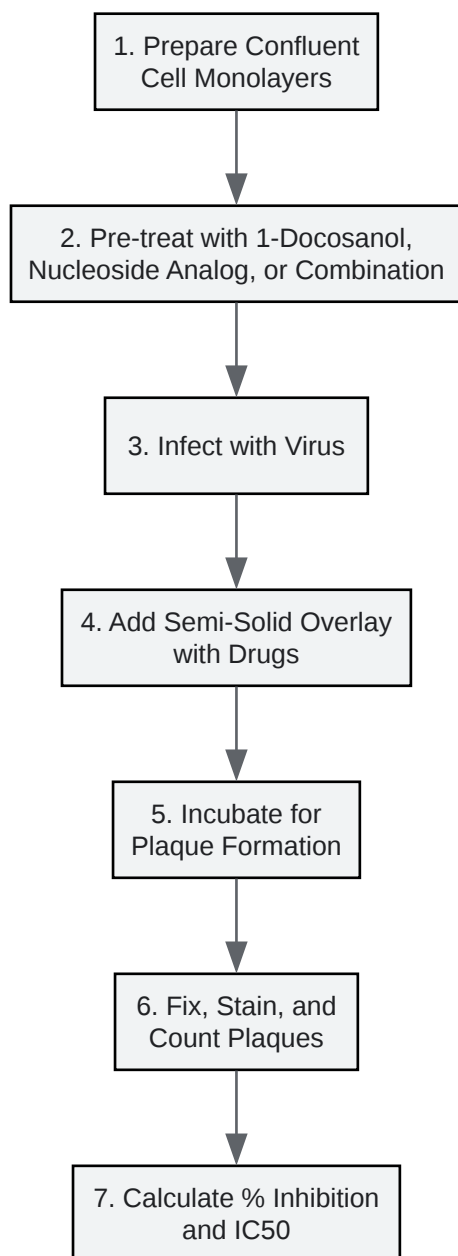 1. Prepare Confluent
Cell Monolayers
2. Pre-treat with 1-Docosanol,
Nucleoside Analog, or Combination
3. Infect with Virus
4. Add Semi-Solid Overlay
with Drugs
5. Incubate for
Plaque Formation
6. Fix, Stain, and
Count Plaques
7. Calculate % Inhibition
and IC50